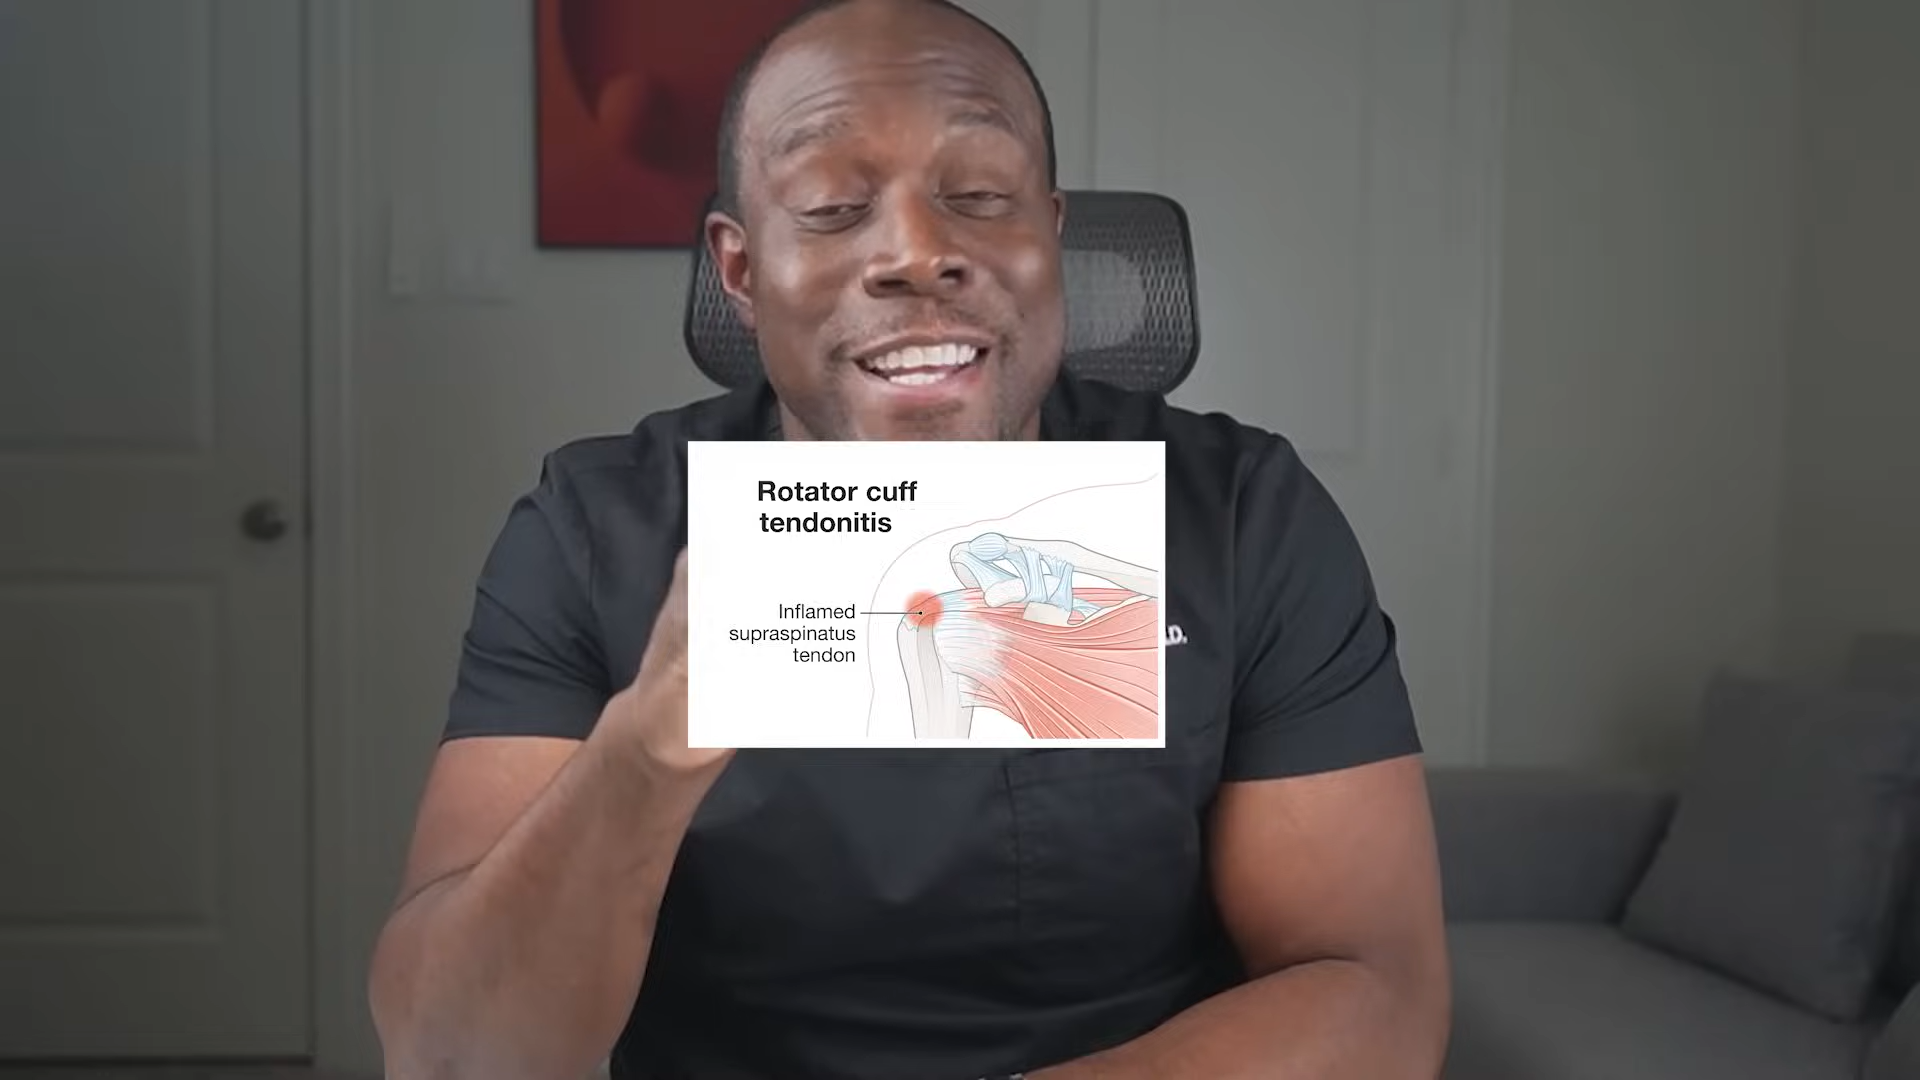 Rotator cuff
tendonitis
Inflamed
supraspinatus
tendon
.D.